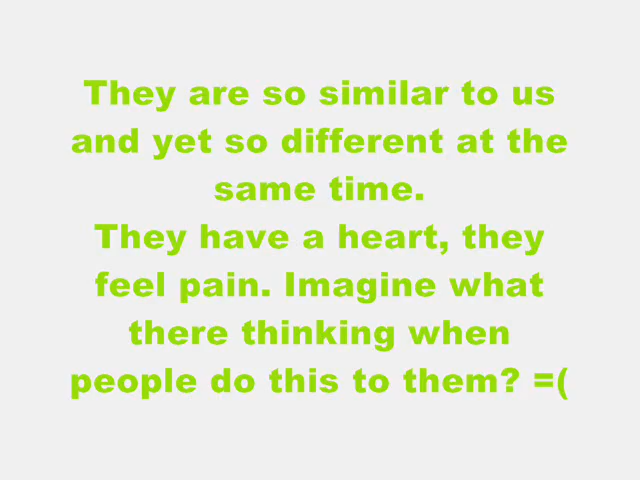 They are so similar to us
and yet so different at the
same time.
They have a heart, they
feel pain. Imagine what
there thinking when
people do this to them? =(